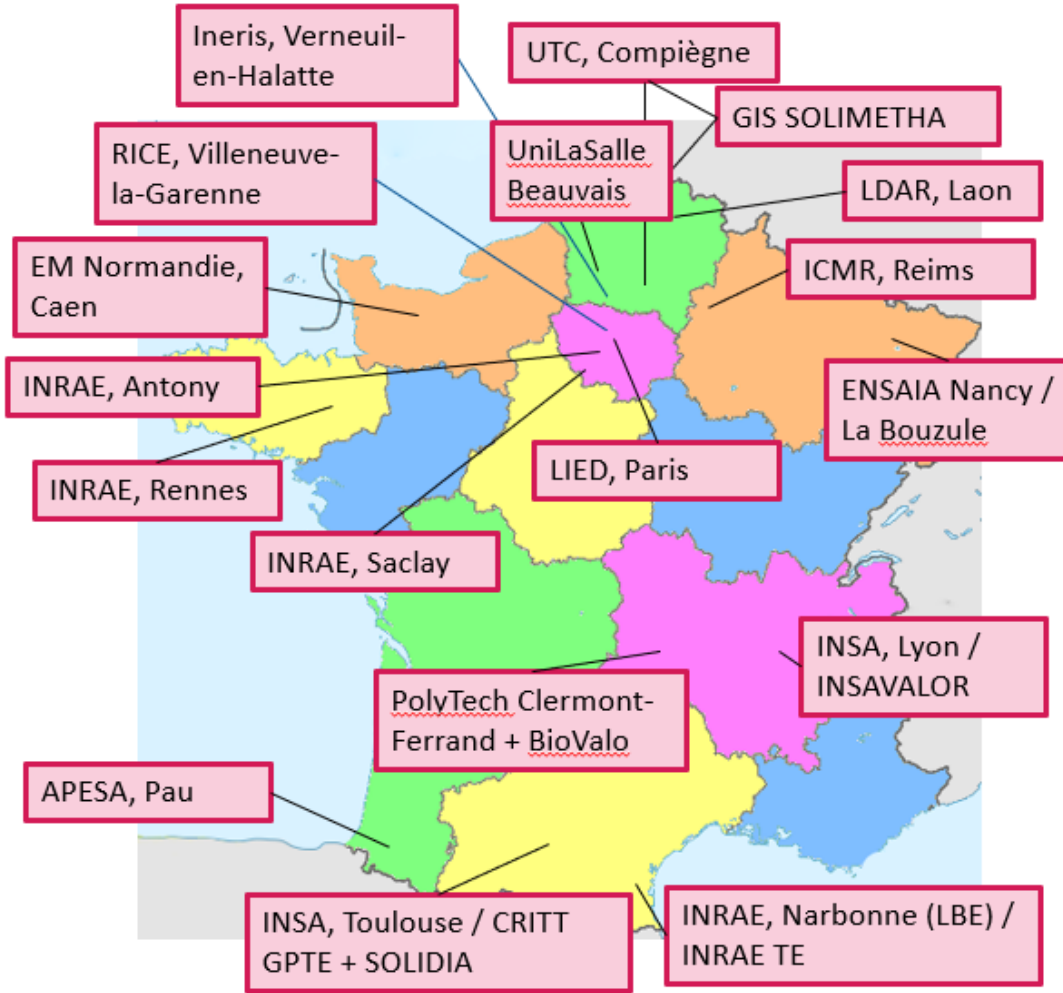 Ineris, Verneuil-
en-Halatte
UTC, Compiègne
GIS SOLIMETHA
RICE, Villeneuve-
la-Garenne
UniLaSalle
Beauvais
LDAR, Laon
EM Normandie,
Caen
ICMR, Reims
INRAE, Antony
ENSAIA Nancy /
La Bouzule
INRAE, Rennes
LIED, Paris
INRAE, Saclay
INSA, Lyon /
INSAVALOR
PolyTech Clermont-
Ferrand + BioValo
APESA, Pau
INSA, Toulouse / CRITT
GPTE + SOLIDIA
INRAE, Narbonne (LBE) /
INRAE TE